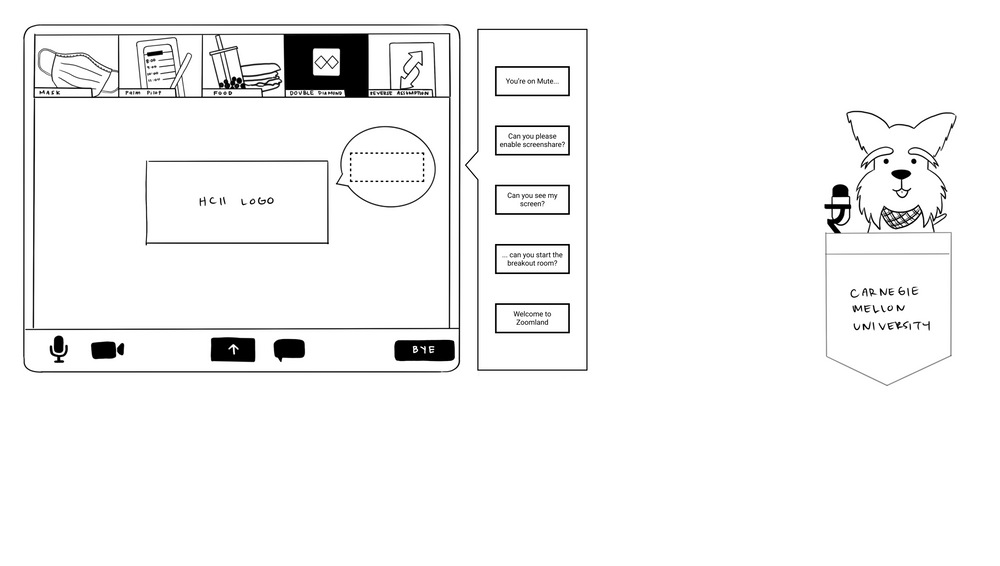 MASK
PALM PILOT
FOOD
DOUBLE DIAMOND
REVERSE ASSUMPTION
HCII LOGO
BYE
You're on Mute...
Can you please
enable screenshare?
Can you see my
screen?
... can you start the
breakout room?
Welcome to
Zoomland
CARNEGIE
MELLON
UNIVERSITY